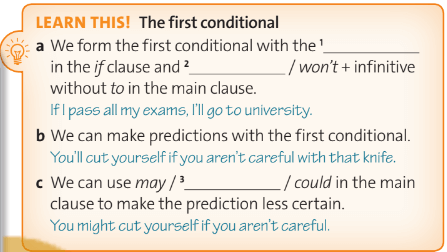 LEARN THIS! The first conditional
a We form the first conditional with the ¹____________
in the if clause and ²____________ / won't + infinitive
without to in the main clause.
If I pass all my exams, I'll go to university.
b We can make predictions with the first conditional.
You'll cut yourself if you aren't careful with that knife.
c We can use may / ³____________ / could in the main
clause to make the prediction less certain.
You might cut yourself if you aren't careful.